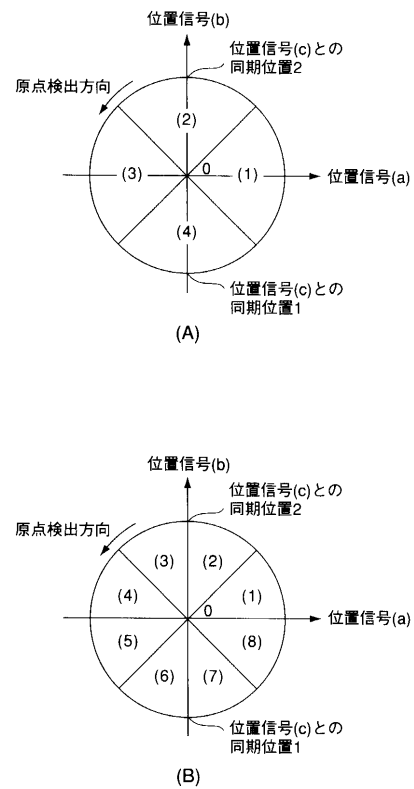 位置信号(b)
位置信号(c)との
同期位置2
原点検出方向
(2)
(3)
0
(1)
位置信号(a)
(4)
位置信号(c)との
同期位置1
(A)
位置信号(b)
位置信号(c)との
同期位置2
原点検出方向
(3)
(2)
(4)
(1)
0
位置信号(a)
(5)
(8)
(6)
(7)
位置信号(c)との
同期位置1
(B)